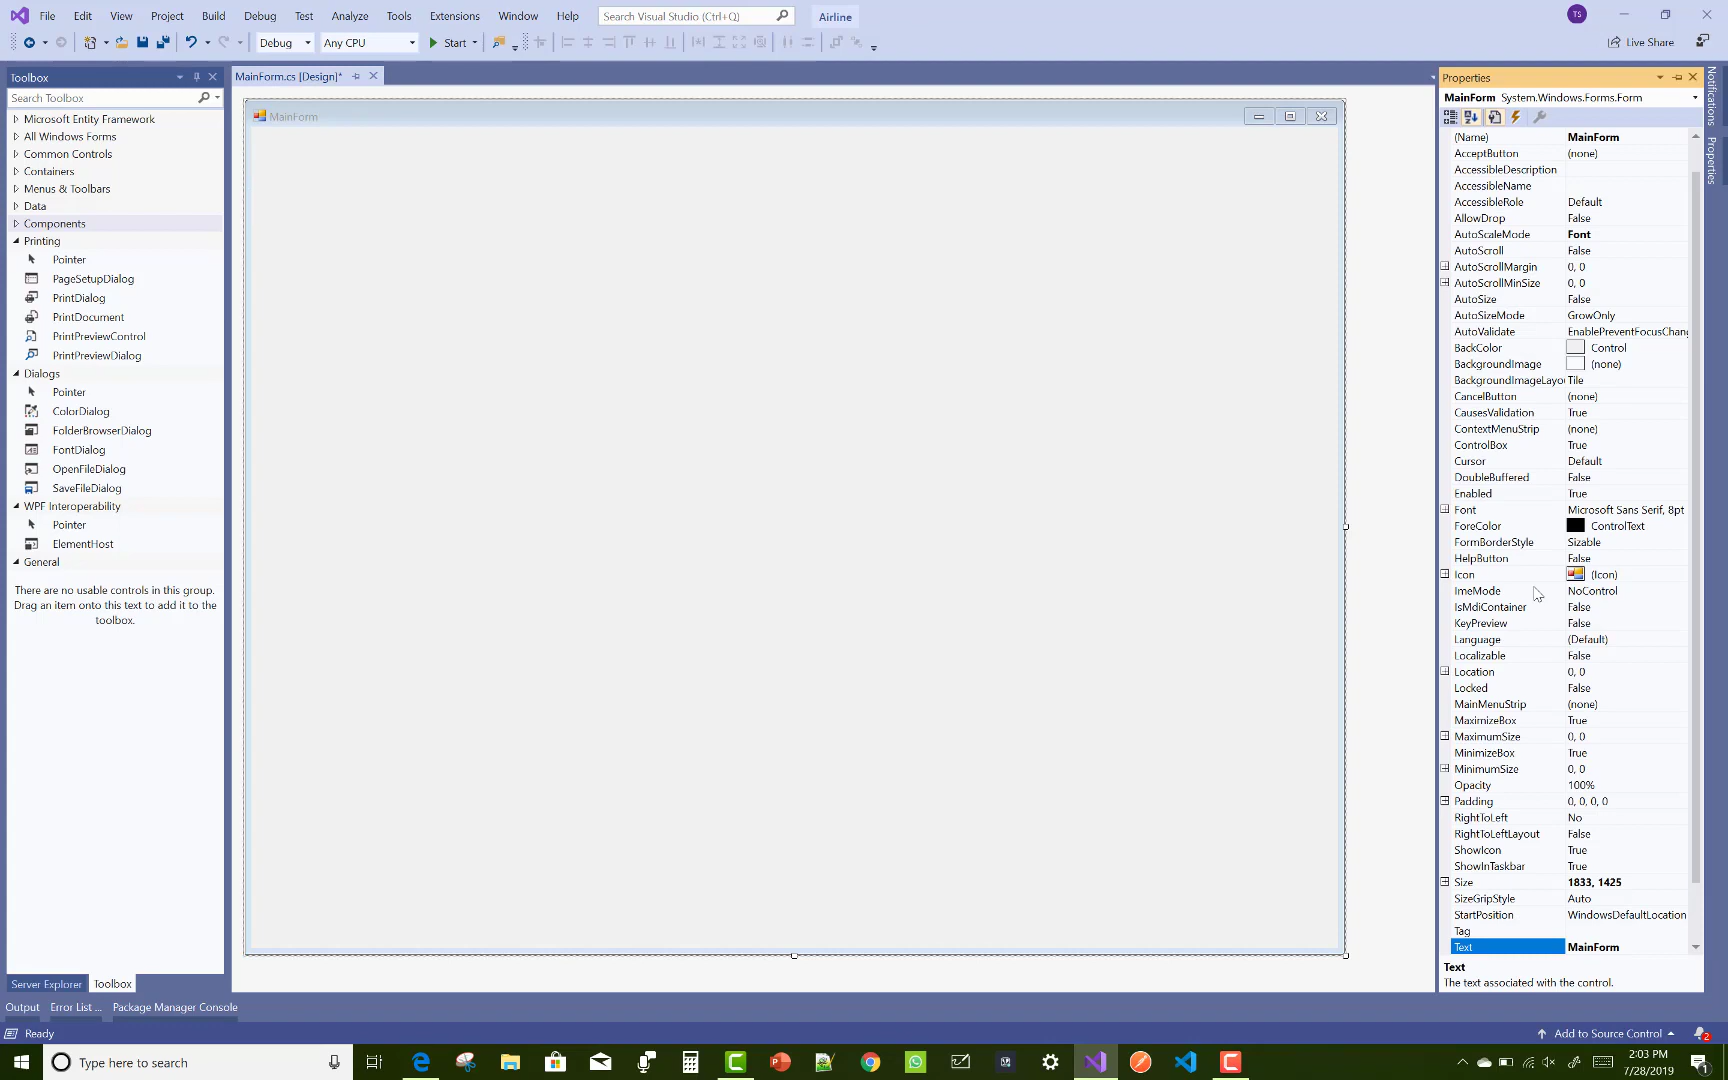 File Edit View Project Build Debug Test Analyze Tools Extensions Window Help Search Visual Studio (Ctrl+Q) Airline TS
Debug Any CPU Start Live Share
Toolbox
Search Toolbox
Microsoft Entity Framework
All Windows Forms
Common Controls
Containers
Menus & Toolbars
Data
Components
Printing
Pointer
PageSetupDialog
PrintDialog
PrintDocument
PrintPreviewControl
PrintPreviewDialog
Dialogs
Pointer
ColorDialog
FolderBrowserDialog
FontDialog
OpenFileDialog
SaveFileDialog
WPF Interoperability
Pointer
ElementHost
General
There are no usable controls in this group.
Drag an item onto this text to add it to the
toolbox.
Server Explorer Toolbox
MainForm.cs [Design]*
MainForm
Properties
MainForm System.Windows.Forms.Form
(Name) MainForm
AcceptButton (none)
AccessibleDescription
AccessibleName
AccessibleRole Default
AllowDrop False
AutoScaleMode Font
AutoScroll False
AutoScrollMargin 0, 0
AutoScrollMinSize 0, 0
AutoSize False
AutoSizeMode GrowOnly
AutoValidate EnablePreventFocusChang
BackColor Control
BackgroundImage (none)
BackgroundImageLayou Tile
CancelButton (none)
CausesValidation True
ContextMenuStrip (none)
ControlBox True
Cursor Default
DoubleBuffered False
Enabled True
Font Microsoft Sans Serif, 8pt
ForeColor ControlText
FormBorderStyle Sizable
HelpButton False
Icon (Icon)
ImeMode NoControl
IsMdiContainer False
KeyPreview False
Language (Default)
Localizable False
Location 0, 0
Locked False
MainMenuStrip (none)
MaximizeBox True
MaximumSize 0, 0
MinimizeBox True
MinimumSize 0, 0
Opacity 100%
Padding 0, 0, 0, 0
RightToLeft No
RightToLeftLayout False
ShowIcon True
ShowInTaskbar True
Size 1833, 1425
SizeGripStyle Auto
StartPosition WindowsDefaultLocation
Tag
Text MainForm
Text
The text associated with the control.
Notifications
Properties
Output Error List ... Package Manager Console
Ready Add to Source Control 2
Type here to search
2:03 PM
7/28/2019
1